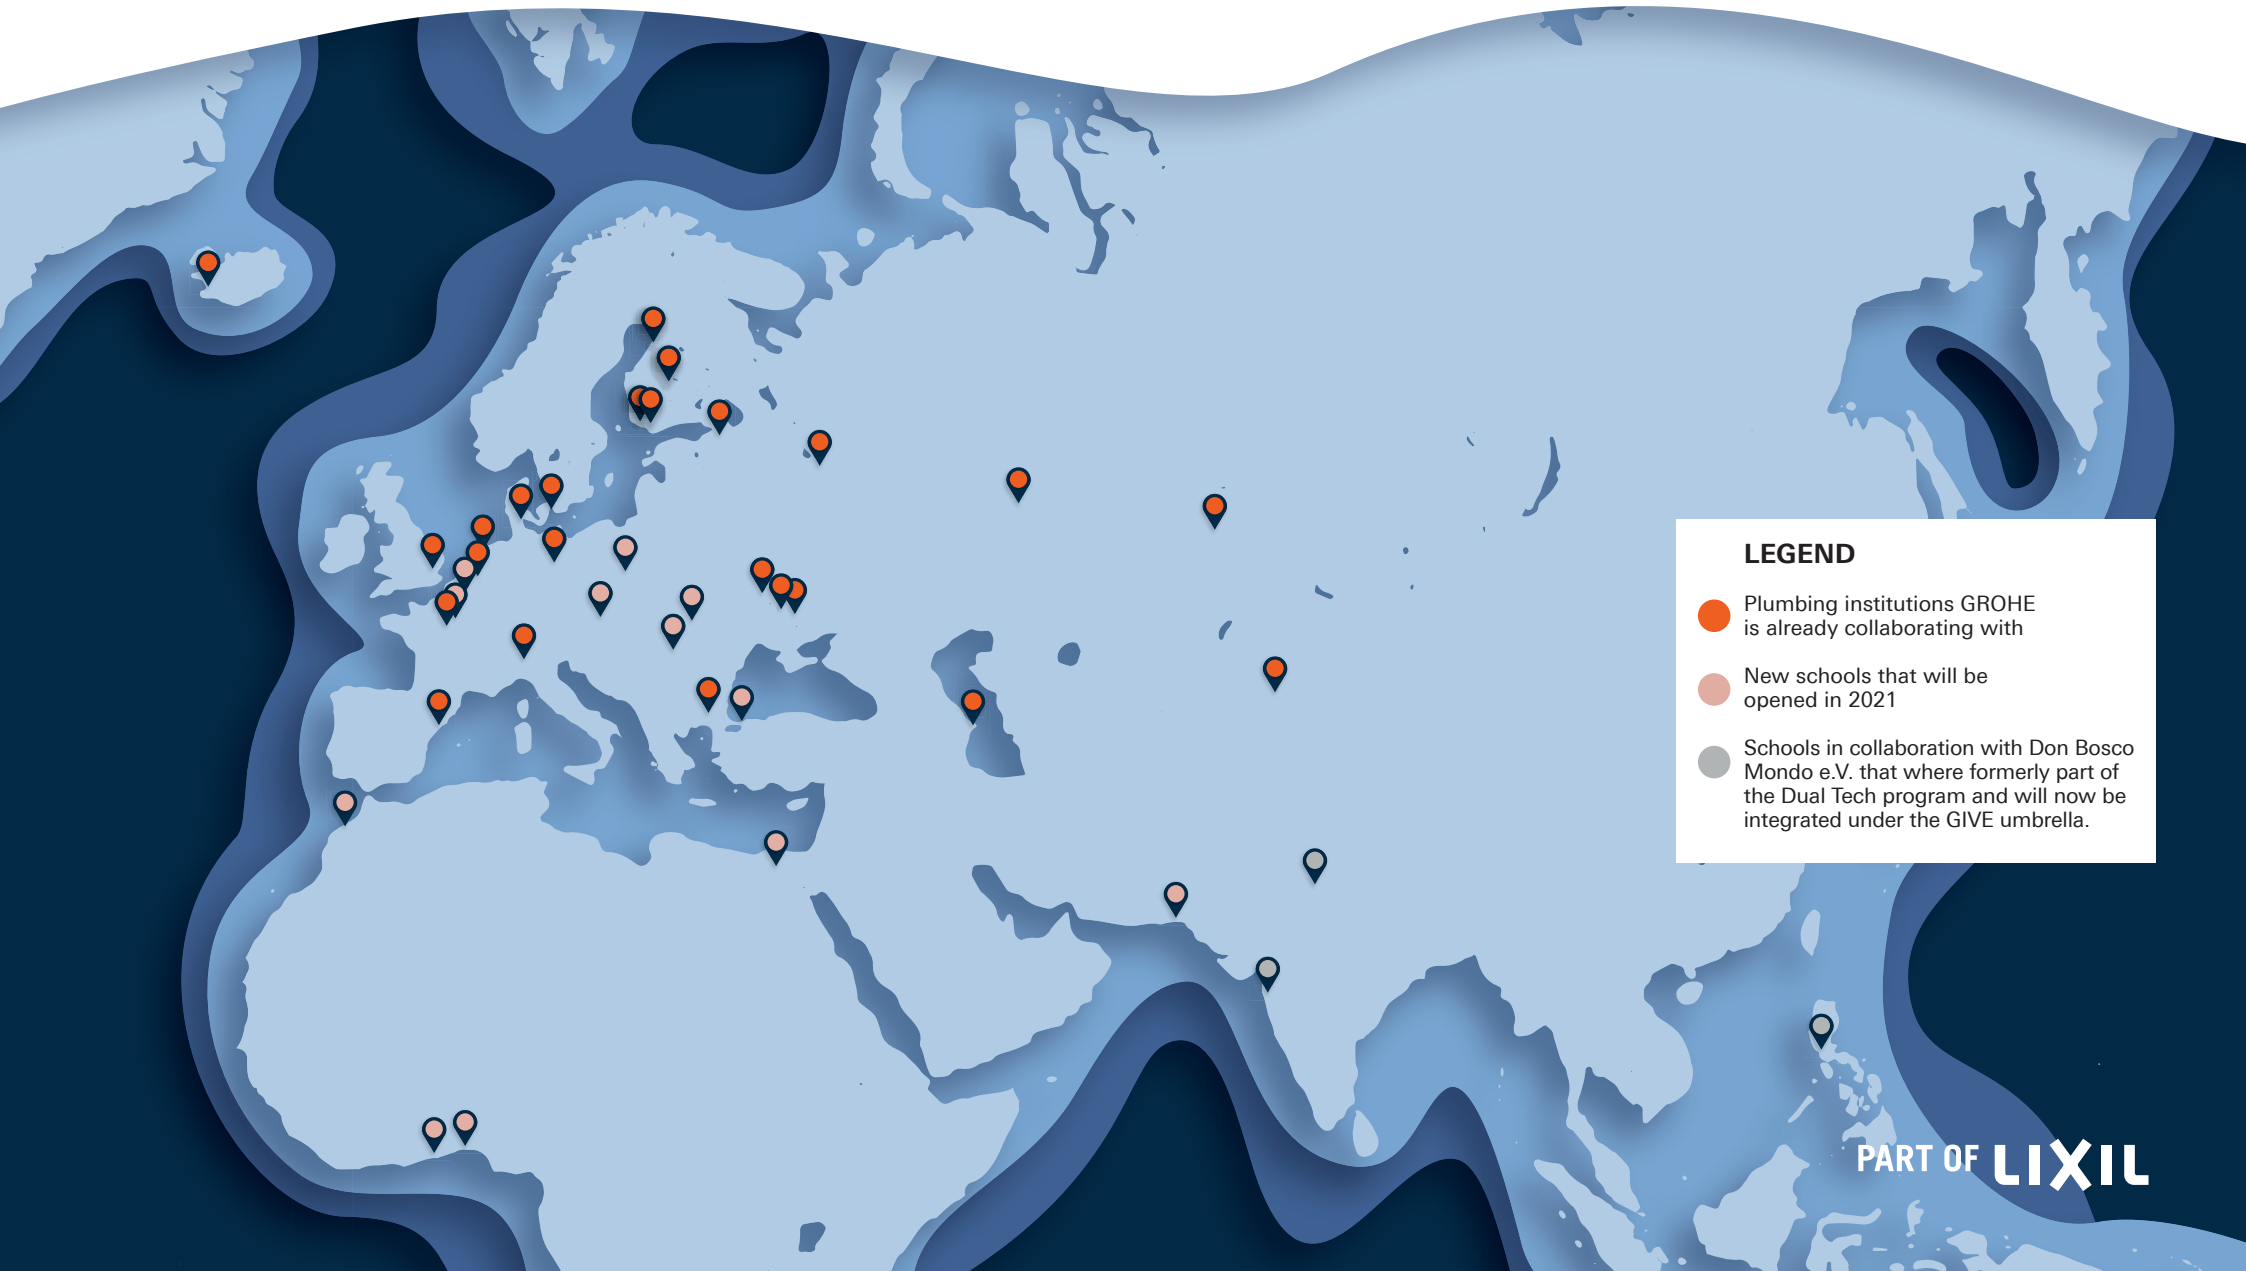 LEGEND
Plumbing institutions GROHE
is already collaborating with
New schools that will be
opened in 2021
Schools in collaboration with Don Bosco
Mondo e.V. that where formerly part of
the Dual Tech program and will now be
integrated under the GIVE umbrella.
PART OF LIXIL